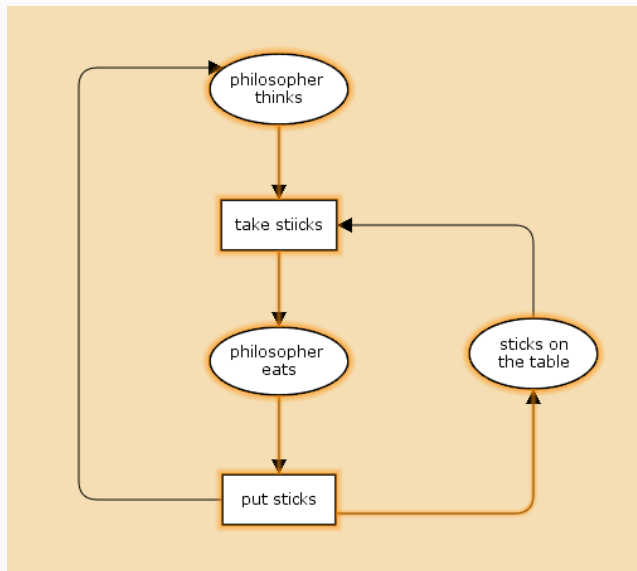 philosopher
thinks
take stiicks
philosopher
eats
sticks on
the table
put sticks